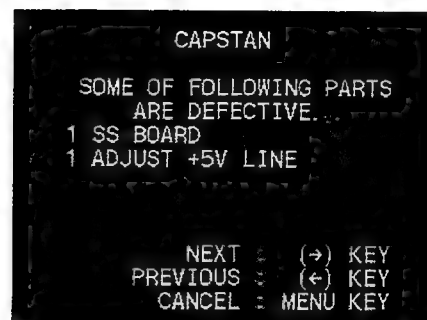 CAPSTAN
SOME OF FOLLOWING PARTS
ARE DEFECTIVE...
1 SS BOARD
1 ADJUST +5V LINE
NEXT : (→) KEY
PREVIOUS : (←) KEY
CANCEL : MENU KEY